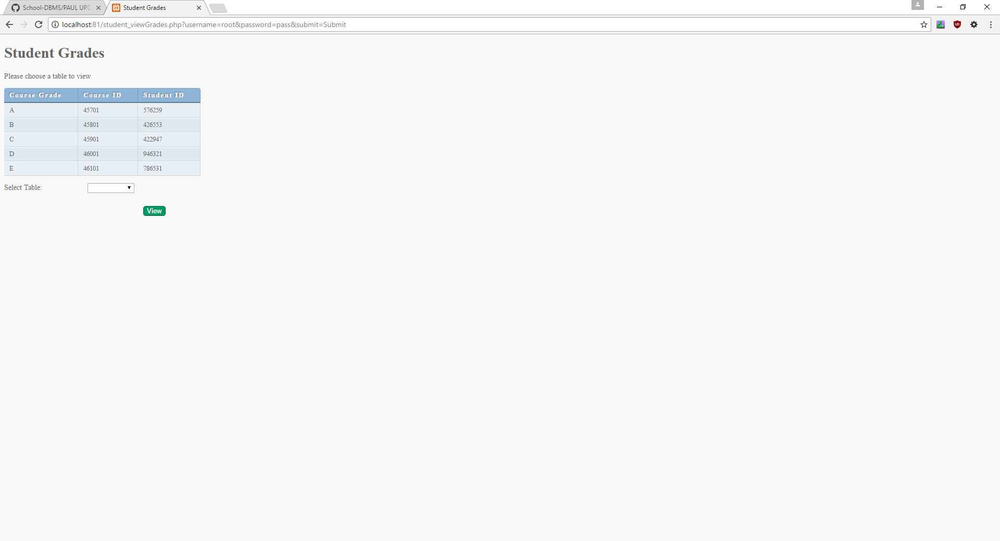 School-DBMS/PAUL UPD
Student Grades
localhost:81/student_viewGrades.php?username=root&password=pass&submit=Submit
Student Grades
Please choose a table to view
Course Grade Course ID Student ID
A 45701 576259
B 45801 426553
C 45901 422947
D 46001 946321
E 46101 786531
Select Table:
View